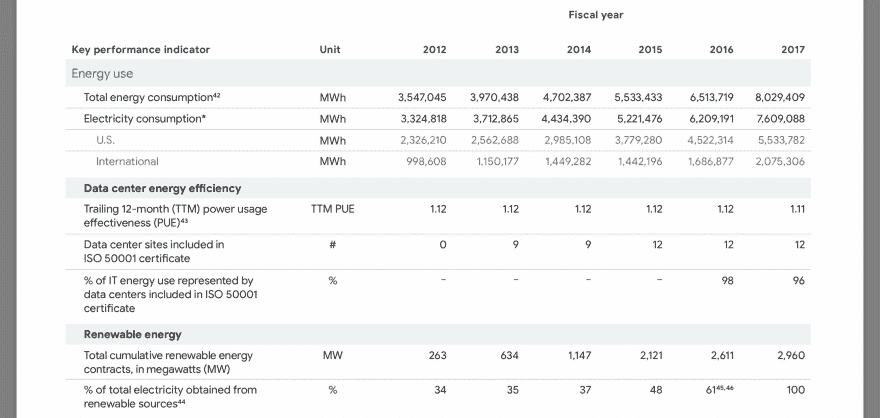 Fiscal year
Key performance indicator Unit 2012 2013 2014 2015 2016 2017
Energy use
Total energy consumption⁴² MWh 3,547,045 3,970,438 4,702,387 5,533,433 6,513,719 8,029,409
Electricity consumption* MWh 3,324,818 3,712,865 4,434,390 5,221,476 6,209,191 7,609,088
U.S. MWh 2,326,210 2,562,688 2,985,108 3,779,280 4,522,314 5,533,782
International MWh 998,608 1,150,177 1,449,282 1,442,196 1,686,877 2,075,306
Data center energy efficiency
Trailing 12-month (TTM) power usage TTM PUE 1.12 1.12 1.12 1.12 1.12 1.11
effectiveness (PUE)⁴³
Data center sites included in # 0 9 9 12 12 12
ISO 50001 certificate
% of IT energy use represented by % – – – – 98 96
data centers included in ISO 50001
certificate
Renewable energy
Total cumulative renewable energy MW 263 634 1,147 2,121 2,611 2,960
contracts, in megawatts (MW)
% of total electricity obtained from % 34 35 37 48 61⁴⁵,⁴⁶ 100
renewable sources⁴⁴